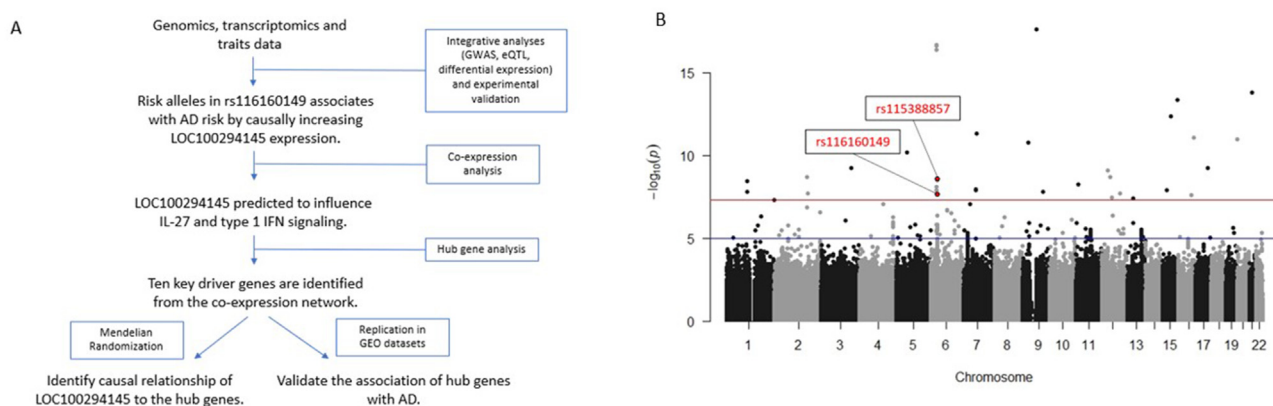 A
Genomics, transcriptomics and
traits data
Integrative analyses
(GWAS, eQTL,
differential expression)
and experimental
validation
Risk alleles in rs116160149 associates
with AD risk by causally increasing
LOC100294145 expression.
Co-expression
analysis
LOC100294145 predicted to influence
IL-27 and type 1 IFN signaling.
Hub gene analysis
Ten key driver genes are identified
from the co-expression network.
Mendelian
Randomization
Replication in
GEO datasets
Identify causal relationship of
LOC100294145 to the hub genes.
Validate the association of hub genes
with AD.
B
15
10
5
0
−log10(p)
rs115388857
rs116160149
1 2 3 4 5 6 7 8 9 10 11 13 15 17 19 22
Chromosome